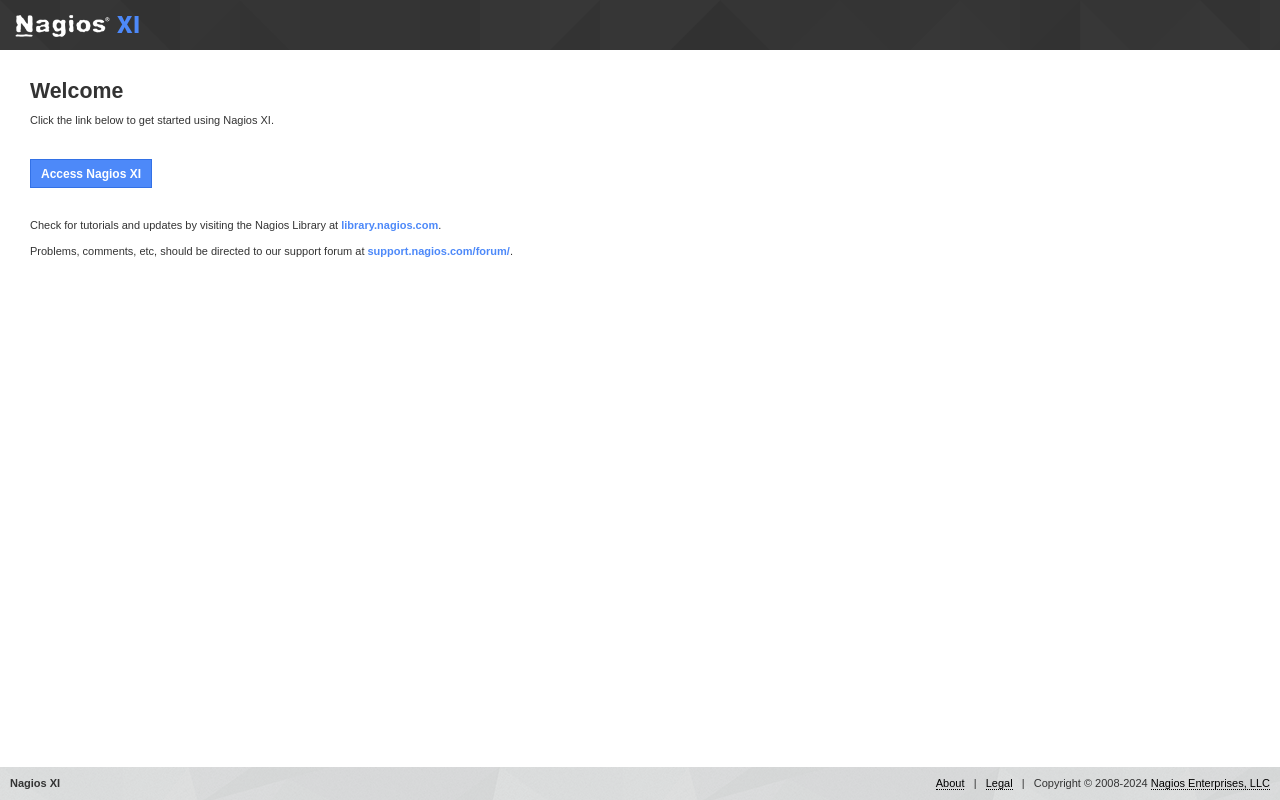 Nagios® XI
Welcome
Click the link below to get started using Nagios XI.
Access Nagios XI
Check for tutorials and updates by visiting the Nagios Library at library.nagios.com.
Problems, comments, etc, should be directed to our support forum at support.nagios.com/forum/.
Nagios XI
About | Legal | Copyright © 2008-2024 Nagios Enterprises, LLC